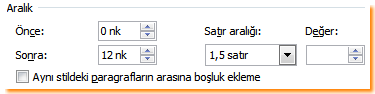 Aralık
Önce: 0 nk Satır aralığı: Değer:
Sonra: 12 nk 1,5 satır
Aynı stildeki paragrafların arasına boşluk ekleme